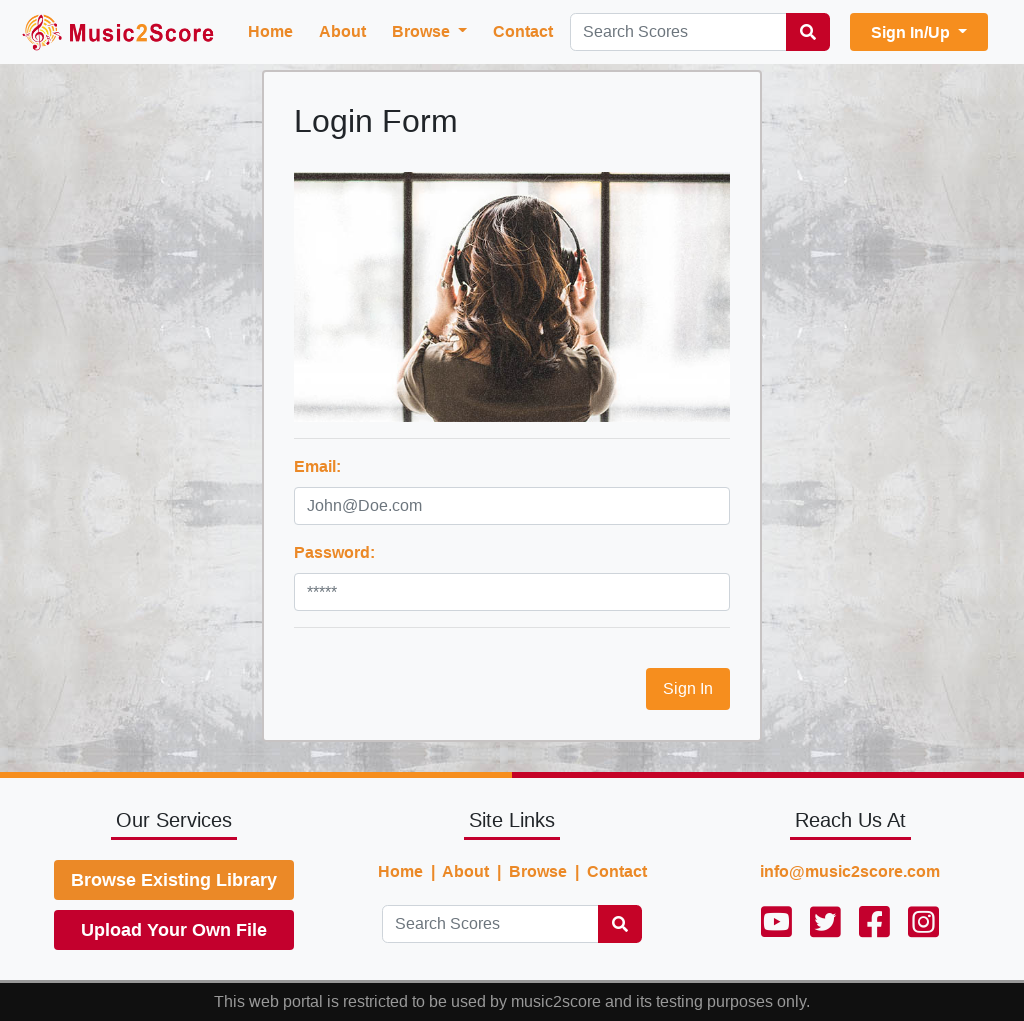 Music2Score
Home About Browse Contact Search Scores Sign In/Up
Login Form
Email:
John@Doe.com
Password:
*****
Sign In
Our Services
Browse Existing Library
Upload Your Own File
Site Links
Home | About | Browse | Contact
Search Scores
Reach Us At
info@music2score.com
This web portal is restricted to be used by music2score and its testing purposes only.